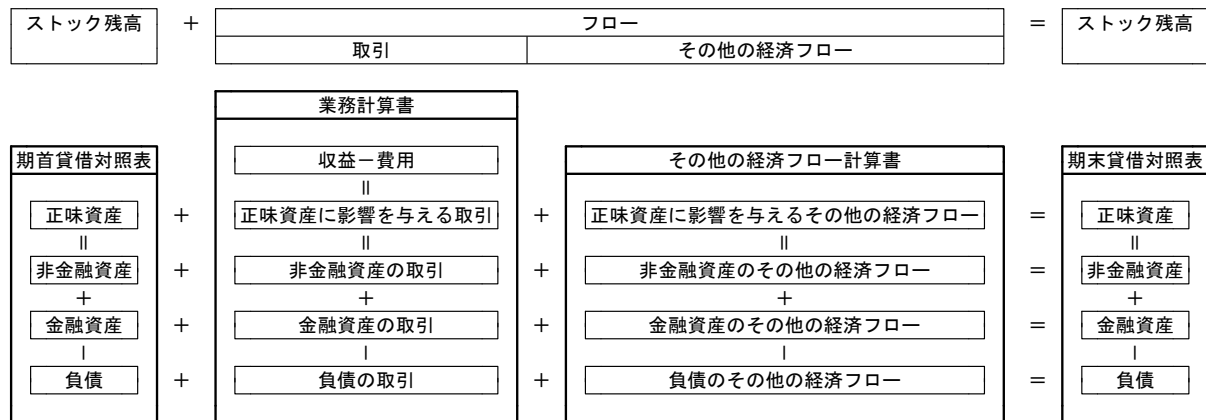 ストック残高 + フロー = ストック残高
取引 その他の経済フロー
業務計算書
期首貸借対照表 収益－費用 その他の経済フロー計算書 期末貸借対照表
= 
正味資産 + 正味資産に影響を与える取引 + 正味資産に影響を与えるその他の経済フロー = 正味資産
= = = =
非金融資産 + 非金融資産の取引 + 非金融資産のその他の経済フロー = 非金融資産
+ + + +
金融資産 + 金融資産の取引 + 金融資産のその他の経済フロー = 金融資産
－ － － －
負債 + 負債の取引 + 負債のその他の経済フロー = 負債